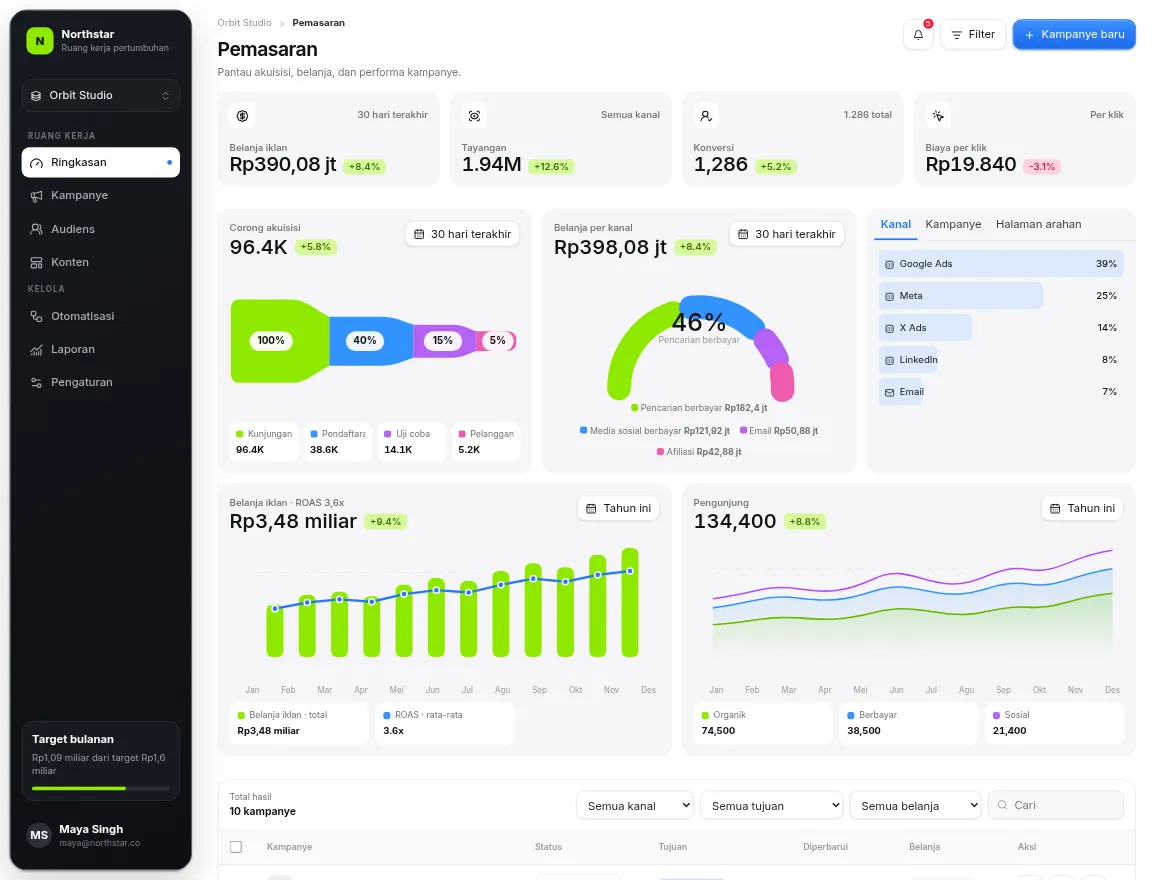 N
Northstar
Ruang kerja pertumbuhan
Orbit Studio
RUANG KERJA
Ringkasan
Kampanye
Audiens
Konten
KELOLA
Otomatisasi
Laporan
Pengaturan
Target bulanan
Rp1,09 miliar dari target Rp1,6
miliar
MS
Maya Singh
maya@northstar.co
Orbit Studio > Pemasaran
Pemasaran
Pantau akuisisi, belanja, dan performa kampanye.
5
Filter
+ Kampanye baru
30 hari terakhir
Belanja iklan
Rp390,08 jt +8.4%
Semua kanal
Tayangan
1.94M +12.6%
1.286 total
Konversi
1,286 +5.2%
Per klik
Biaya per klik
Rp19.840 -3.1%
Corong akuisisi
96.4K +5.8%
30 hari terakhir
100% 40% 15% 5%
Kunjungan
96.4K
Pendaftara
38.6K
Uji coba
14.1K
Pelanggan
5.2K
Belanja per kanal
Rp398,08 jt +8.4%
30 hari terakhir
46%
Pencarian berbayar
Pencarian berbayar Rp182,4 jt
Media sosial berbayar Rp121,92 jt Email Rp50,88 jt
Afiliasi Rp42,88 jt
Kanal Kampanye Halaman arahan
Google Ads 39%
Meta 25%
X Ads 14%
LinkedIn 8%
Email 7%
Belanja iklan · ROAS 3,6x
Rp3,48 miliar +9.4%
Tahun ini
Jan Feb Mar Apr Mei Jun Jul Agu Sep Okt Nov Des
Belanja iklan · total
Rp3,48 miliar
ROAS · rata-rata
3.6x
Pengunjung
134,400 +8.8%
Tahun ini
Jan Feb Mar Apr Mei Jun Jul Agu Sep Okt Nov Des
Organik
74,500
Berbayar
38,500
Sosial
21,400
Total hasil
10 kampanye
Semua kanal
Semua tujuan
Semua belanja
Cari
Kampanye Status Tujuan Diperbarui Belanja Aksi